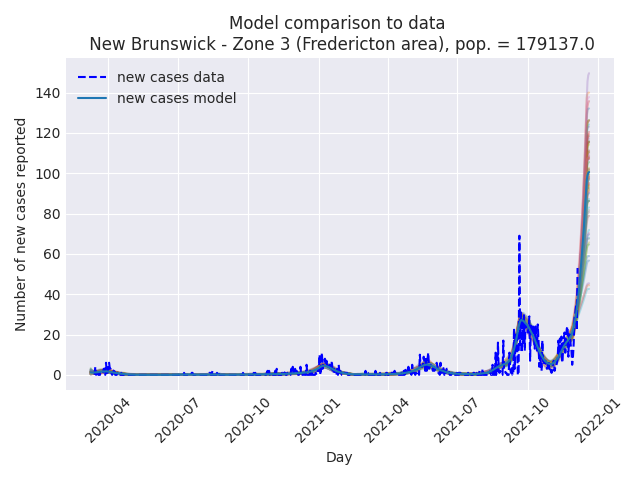 Model comparison to data
New Brunswick - Zone 3 (Fredericton area), pop. = 179137.0
new cases data
new cases model
Number of new cases reported
140
120
100
80
60
40
20
0
2020-04
2020-07
2020-10
2021-01
2021-04
2021-07
2021-10
2022-01
Day